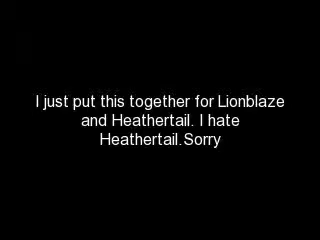 I just put this together for Lionblaze
and Heathertail. I hate
Heathertail.Sorry